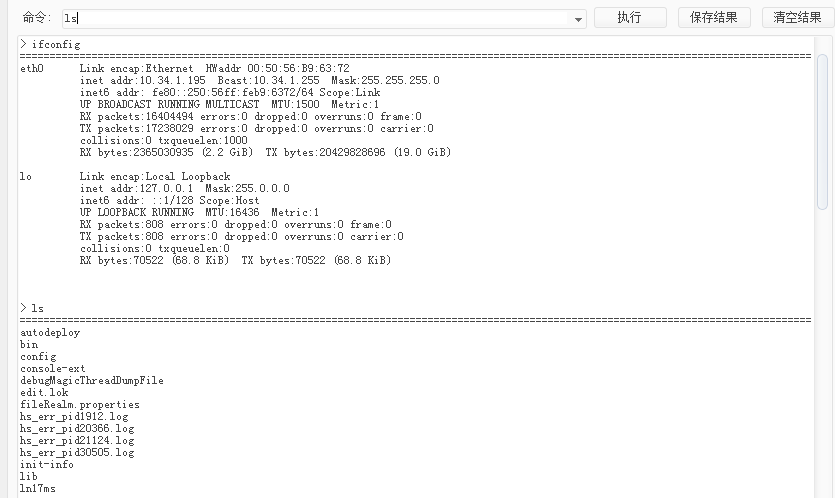 命令: ls 执行 保存结果 清空结果
> ifconfig
================================================================================
eth0      Link encap:Ethernet  HWaddr 00:50:56:B9:63:72
          inet addr:10.34.1.195  Bcast:10.34.1.255  Mask:255.255.255.0
          inet6 addr: fe80::250:56ff:feb9:6372/64 Scope:Link
          UP BROADCAST RUNNING MULTICAST  MTU:1500  Metric:1
          RX packets:16404494 errors:0 dropped:0 overruns:0 frame:0
          TX packets:17238029 errors:0 dropped:0 overruns:0 carrier:0
          collisions:0 txqueuelen:1000
          RX bytes:2365030935 (2.2 GiB)  TX bytes:20429828696 (19.0 GiB)
lo        Link encap:Local Loopback
          inet addr:127.0.0.1  Mask:255.0.0.0
          inet6 addr: ::1/128 Scope:Host
          UP LOOPBACK RUNNING  MTU:16436  Metric:1
          RX packets:808 errors:0 dropped:0 overruns:0 frame:0
          TX packets:808 errors:0 dropped:0 overruns:0 carrier:0
          collisions:0 txqueuelen:0
          RX bytes:70522 (68.8 KiB)  TX bytes:70522 (68.8 KiB)
> ls
================================================================================
autodeploy
bin
config
console-ext
debugMagicThreadDumpFile
edit.lok
fileRealm.properties
hs_err_pid1912.log
hs_err_pid20366.log
hs_err_pid21124.log
hs_err_pid30505.log
init-info
lib
ln17ms